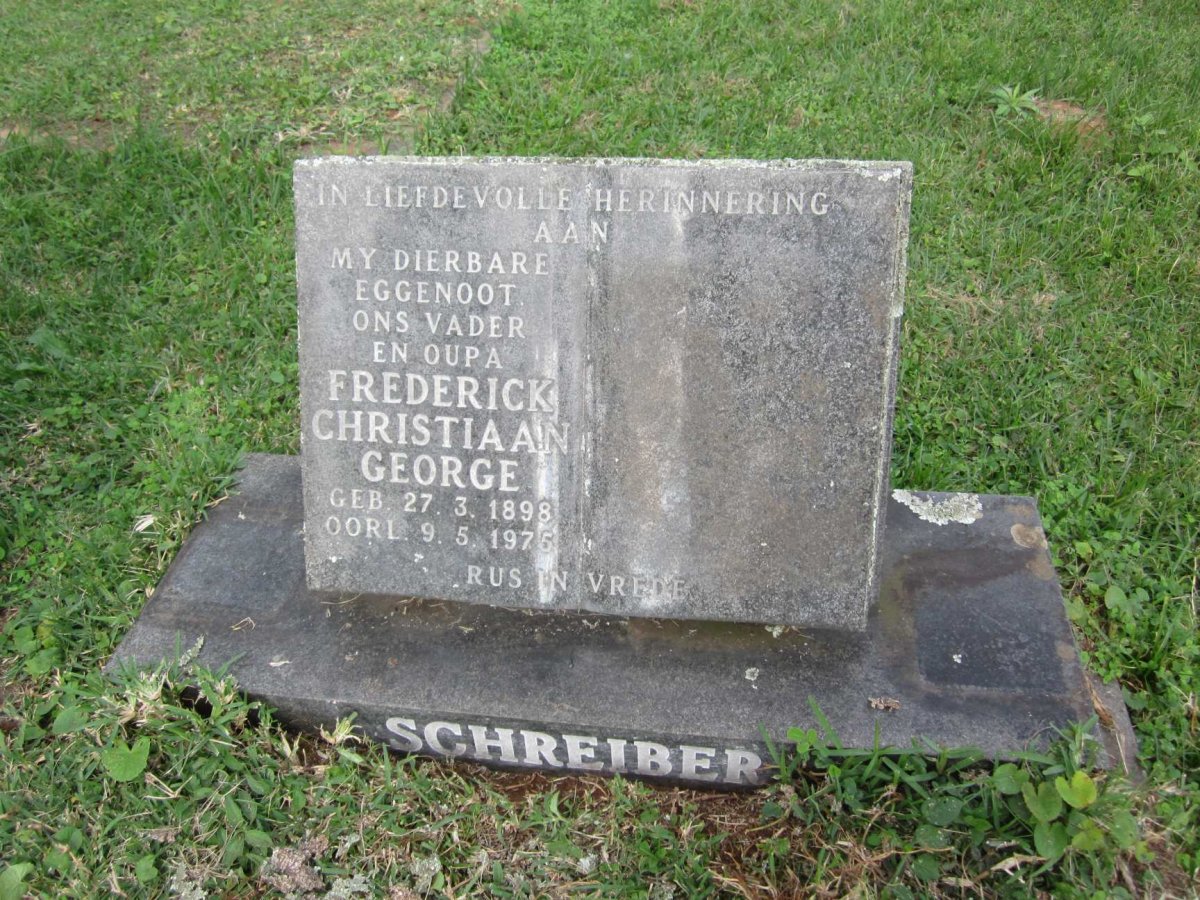 IN LIEFDEVOLLE HERINNERING
AAN
MY DIERBARE
EGGENOOT.
ONS VADER
EN OUPA
FREDERICK
CHRISTIAAN
GEORGE
GEB. 27. 3. 1898
OORL. 9. 5. 1975
RUS IN VREDE
SCHREIBER